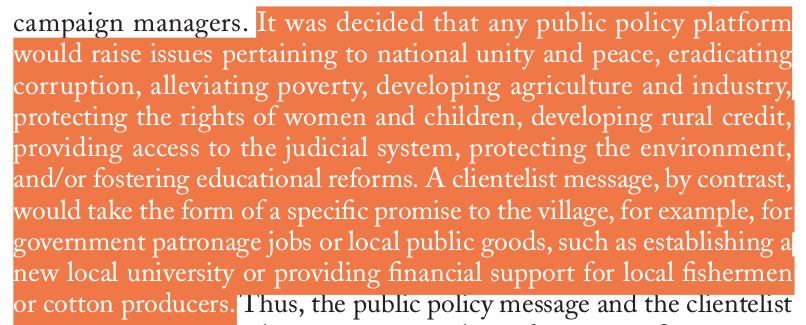 campaign managers. It was decided that any public policy platform
would raise issues pertaining to national unity and peace, eradicating
corruption, alleviating poverty, developing agriculture and industry,
protecting the rights of women and children, developing rural credit,
providing access to the judicial system, protecting the environment,
and/or fostering educational reforms. A clientelist message, by contrast,
would take the form of a specific promise to the village, for example, for
government patronage jobs or local public goods, such as establishing a
new local university or providing financial support for local fishermen
or cotton producers. Thus, the public policy message and the clientelist